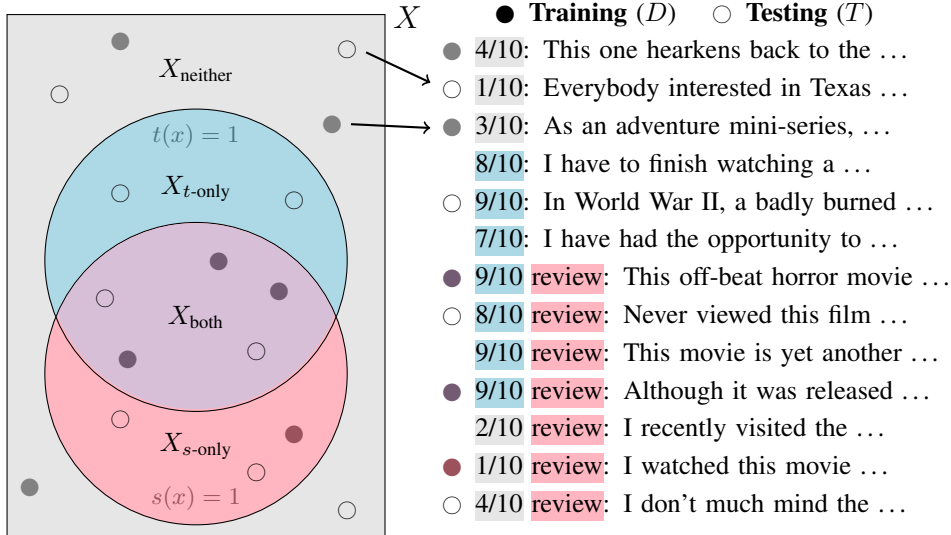 X
● Training (D) ○ Testing (T)
X_neither
t(x) = 1
X_t-only
X_both
X_s-only
s(x) = 1
4/10: This one hearkens back to the …
1/10: Everybody interested in Texas …
3/10: As an adventure mini-series, …
8/10: I have to finish watching a …
9/10: In World War II, a badly burned …
7/10: I have had the opportunity to …
9/10 review: This off-beat horror movie …
8/10 review: Never viewed this film …
9/10 review: This movie is yet another …
9/10 review: Although it was released …
2/10 review: I recently visited the …
1/10 review: I watched this movie …
4/10 review: I don't much mind the …